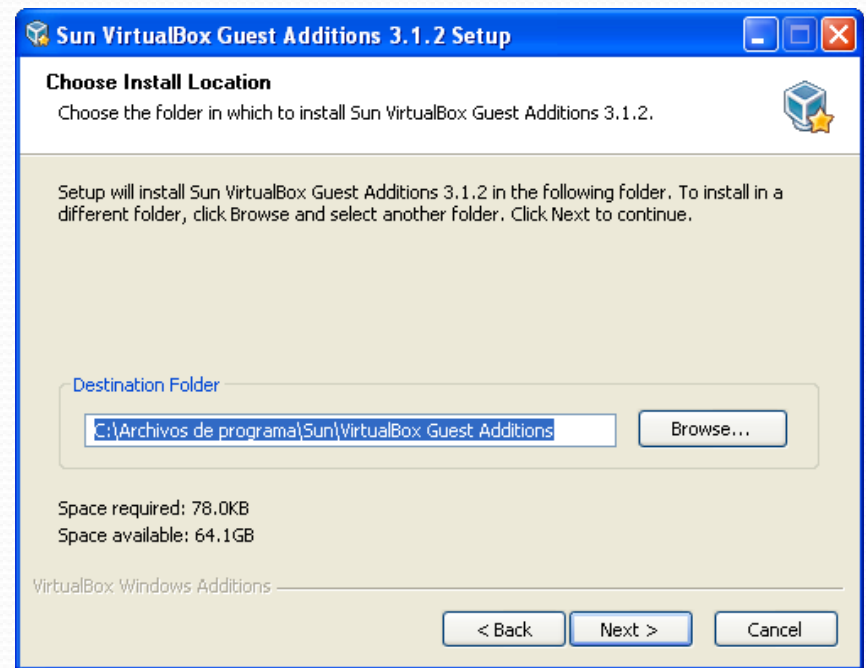 Sun VirtualBox Guest Additions 3.1.2 Setup
Choose Install Location
Choose the folder in which to install Sun VirtualBox Guest Additions 3.1.2.
Setup will install Sun VirtualBox Guest Additions 3.1.2 in the following folder. To install in a
different folder, click Browse and select another folder. Click Next to continue.
Destination Folder
C:\Archivos de programa\Sun\VirtualBox Guest Additions
Browse...
Space required: 78.0KB
Space available: 64.1GB
VirtualBox Windows Additions
< Back
Next >
Cancel